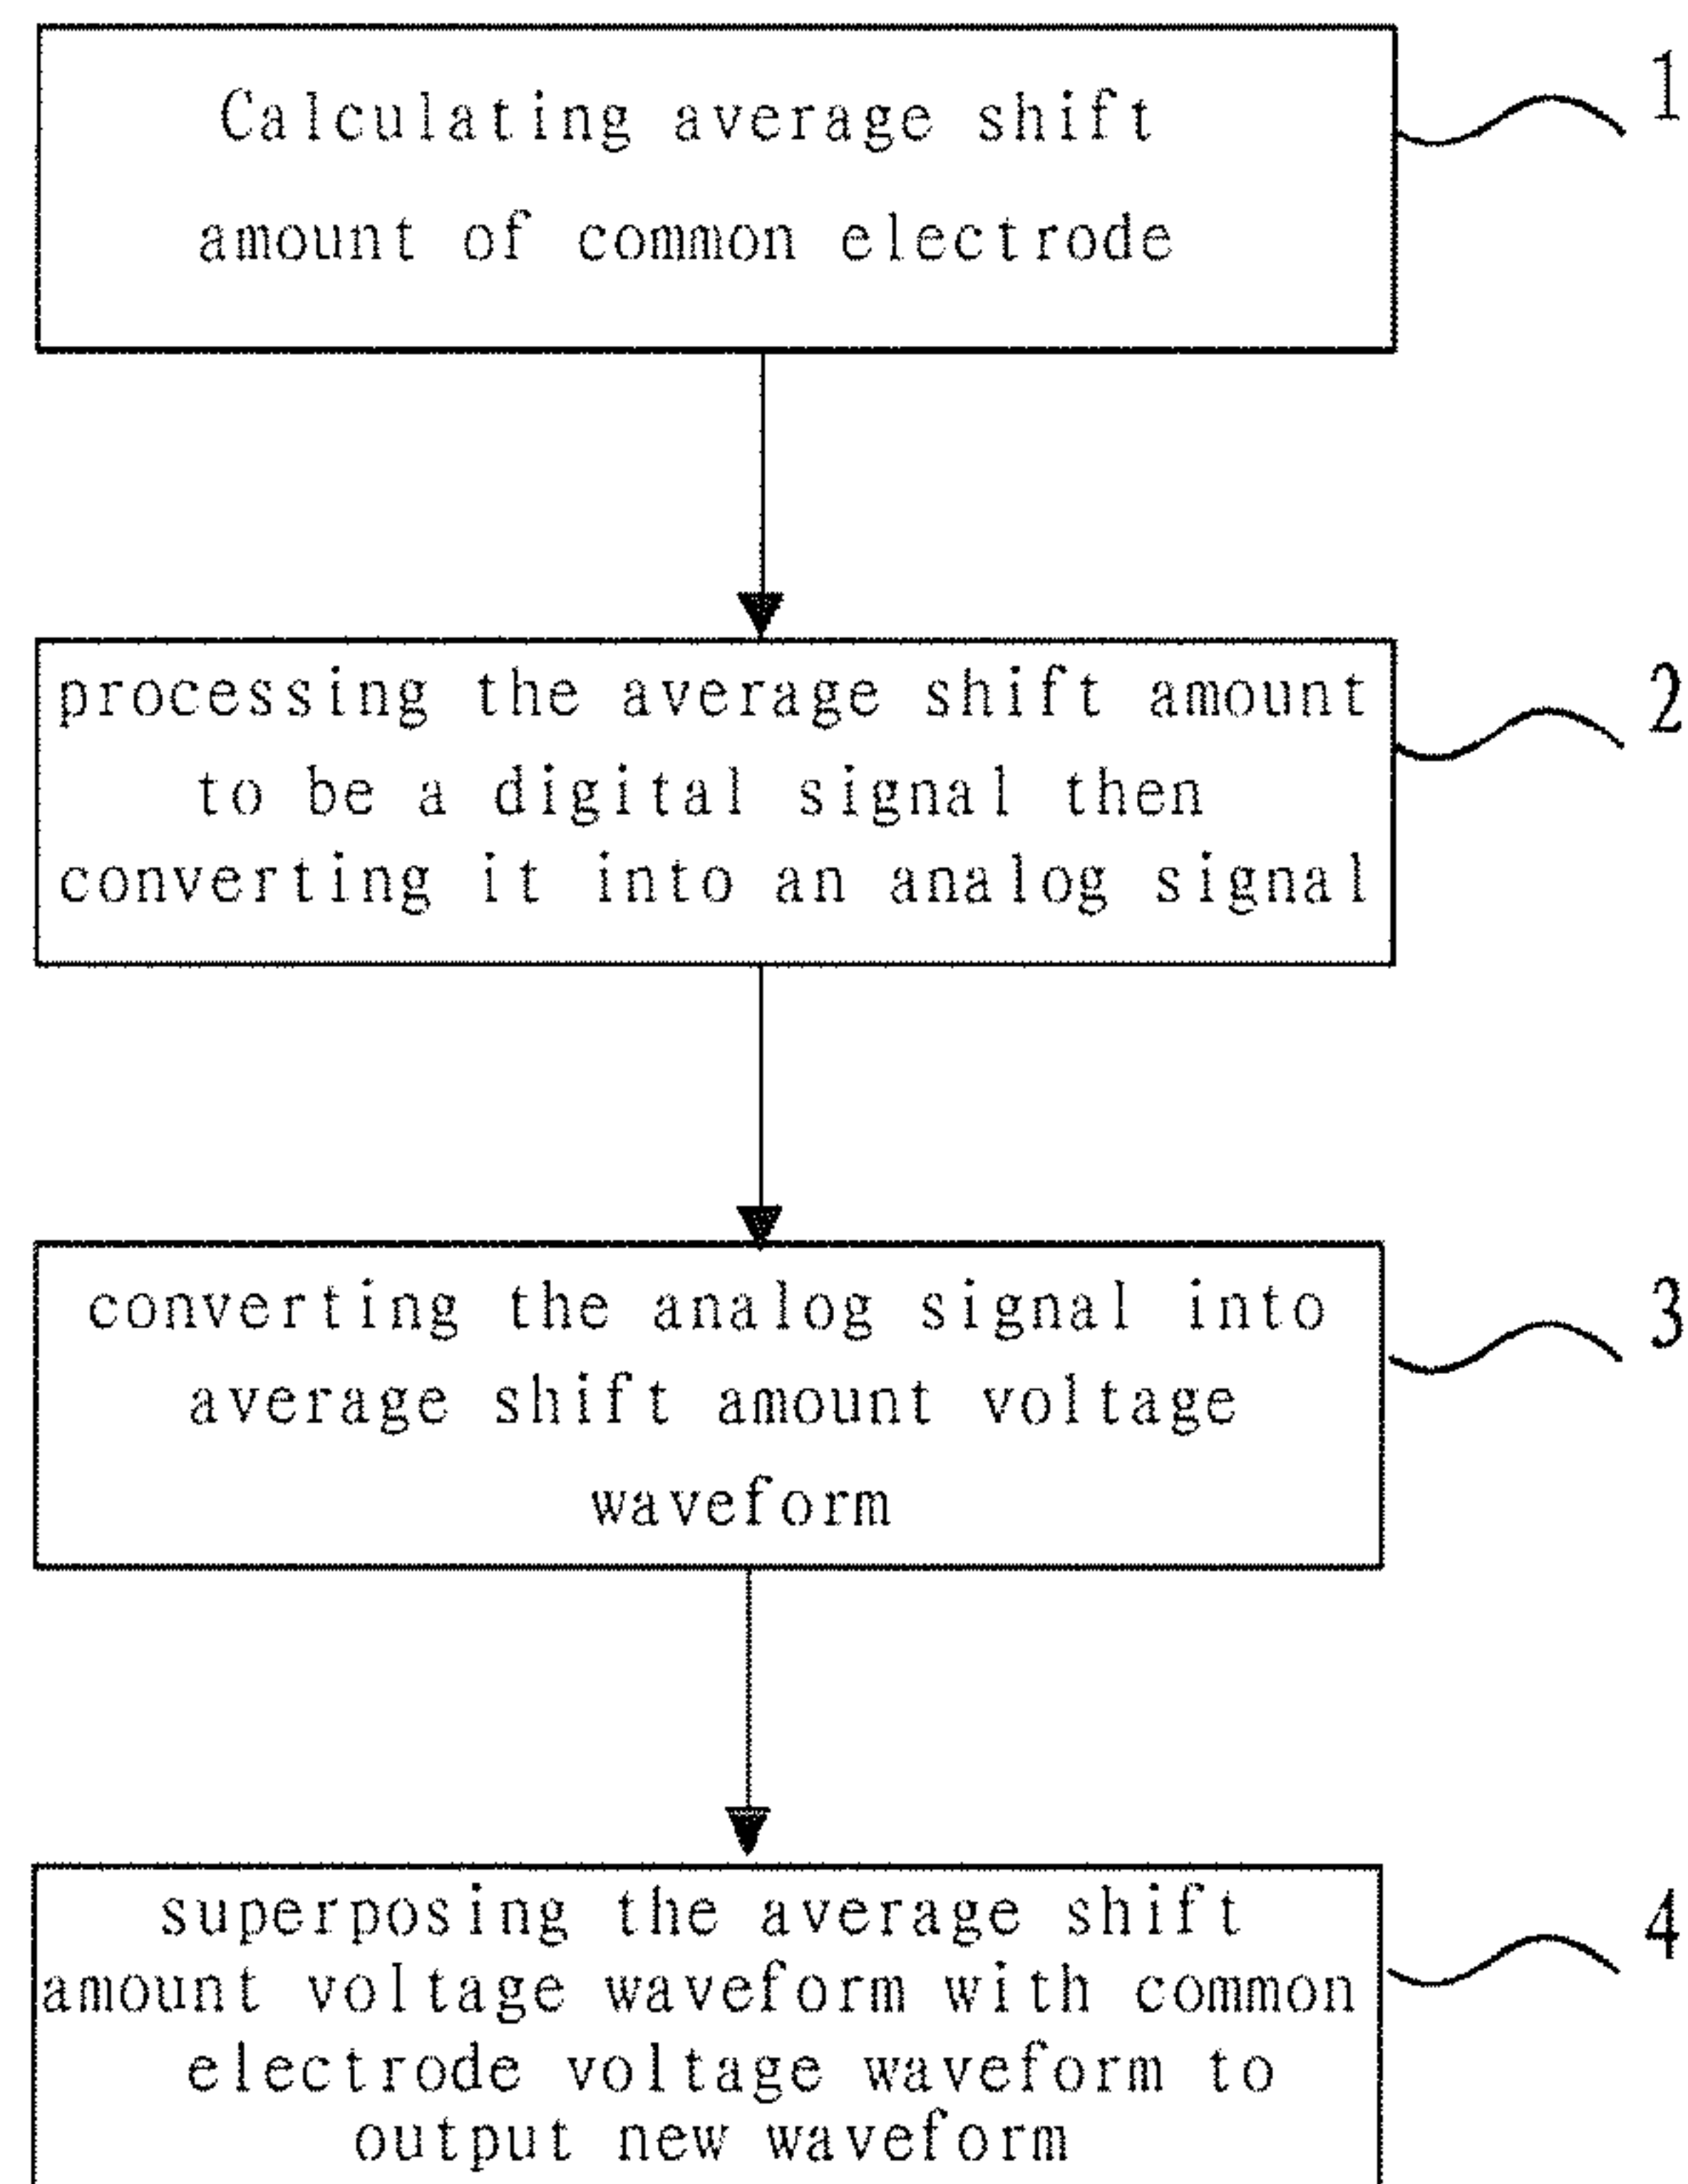 Calculating average shift
amount of common electrode
1
processing the average shift amount
to be a digital signal then
converting it into an analog signal
2
converting the analog signal into
average shift amount voltage
waveform
3
superposing the average shift
amount voltage waveform with common
electrode voltage waveform to
output new waveform
4